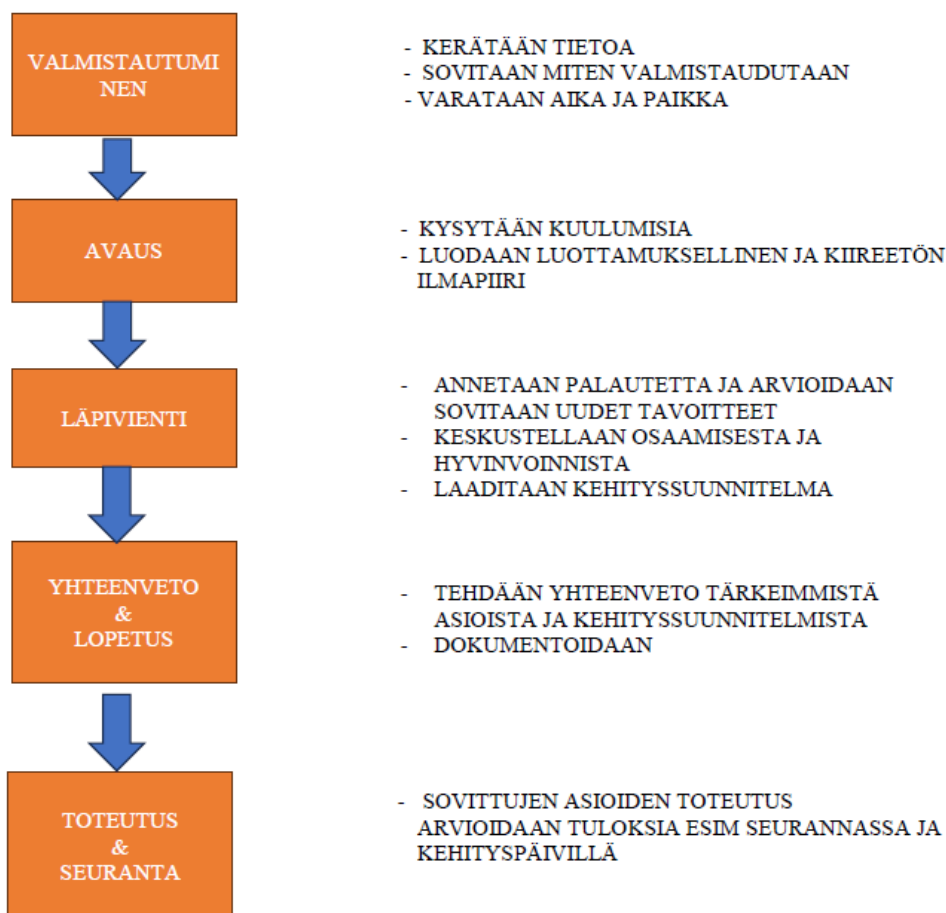 VALMISTAUTUMI
NEN
- KERÄTÄÄN TIETOA
- SOVITAAN MITEN VALMISTAUDUTAAN
- VARATAAN AIKA JA PAIKKA
AVAUS
- KYSYTÄÄN KUULUMISIA
- LUODAAN LUOTTAMUKSELLINEN JA KIIREETÖN
ILMAPIIRI
LÄPIVIENTI
- ANNETAAN PALAUTETTA JA ARVIOIDAAN
SOVITAAN UUDET TAVOITTEET
- KESKUSTELLAAN OSAAMISESTA JA
HYVINVOINNISTA
- LAADITAAN KEHITYSSUUNNITELMA
YHTEENVETO
&
LOPETUS
- TEHDÄÄN YHTEENVETO TÄRKEIMMISTÄ
ASIOISTA JA KEHITYSSUUNNITELMISTA
- DOKUMENTOIDAAN
TOTEUTUS
&
SEURANTA
- SOVITTUJEN ASIOIDEN TOTEUTUS
ARVIOIDAAN TULOKSIA ESIM SEURANNASSA JA
KEHITYSPÄIVILLÄ